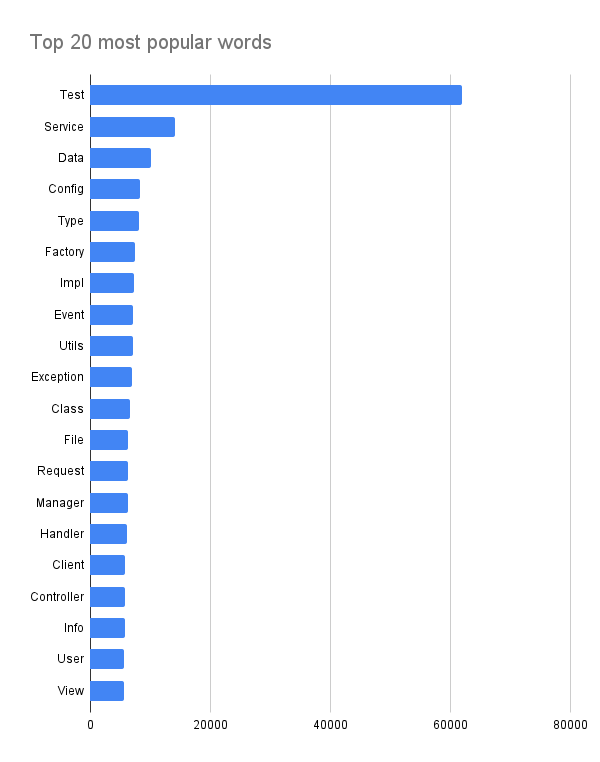 Top 20 most popular words
Test
Service
Data
Config
Type
Factory
Impl
Event
Utils
Exception
Class
File
Request
Manager
Handler
Client
Controller
Info
User
View
0 20000 40000 60000 80000